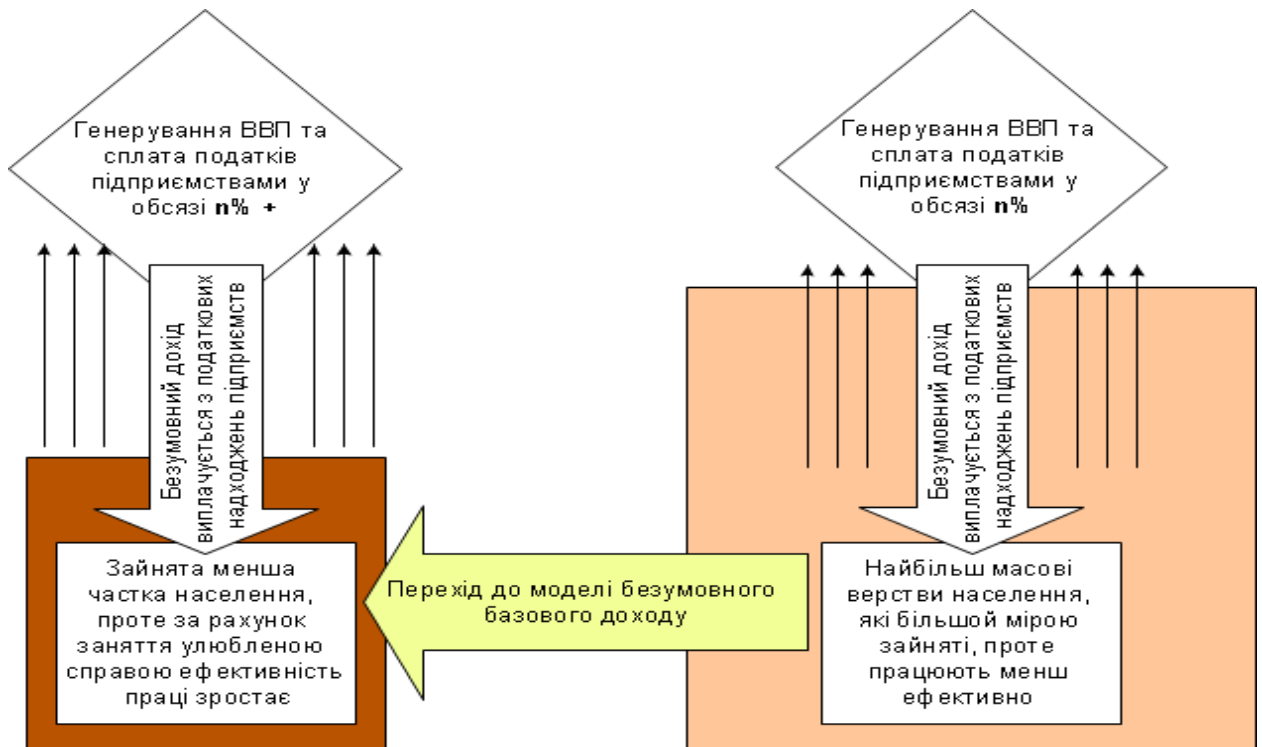 Генерування ВВП та
сплата податків
підприємствами у
обсязі n% +
Безумовний дохід
виплачується з податкових
надходжень підприємств
Зайнята менша
частка населення,
проте за рахунок
заняття улюбленою
справою ефективність
праці зростає
Перехід до моделі безумовного
базового доходу
Генерування ВВП та
сплата податків
підприємствами у
обсязі n%
Безумовний дохід
виплачується з податкових
надходжень підприємств
Найбільш масові
верстви населення,
які більшой мірою
зайняті, проте
працюють менш
ефективно